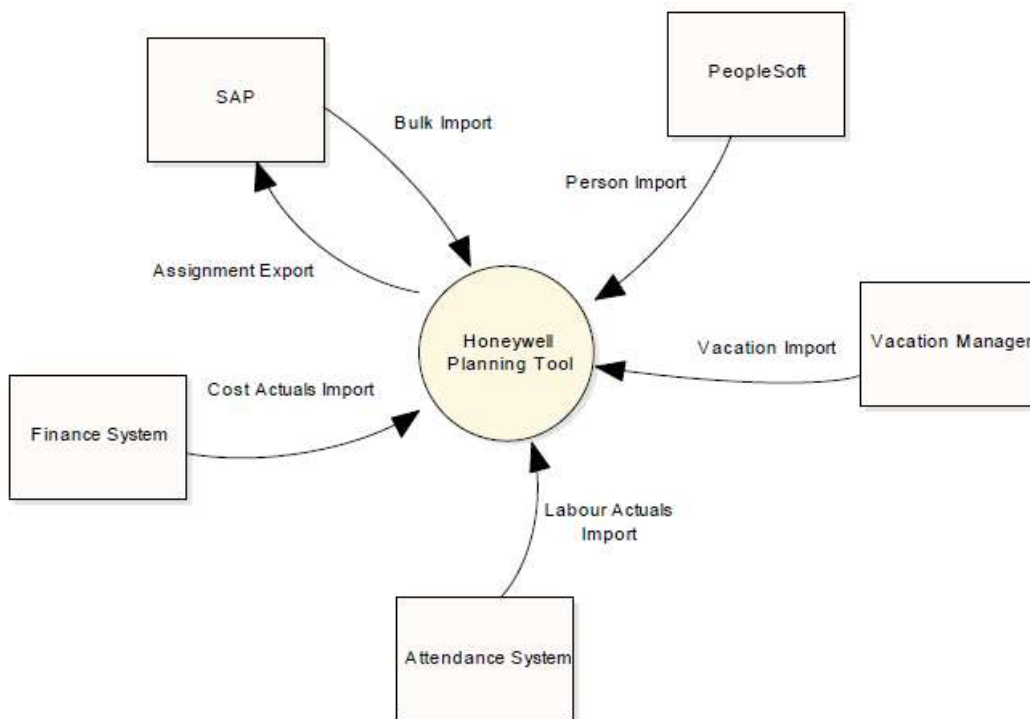 SAP
PeopleSoft
Bulk Import
Person Import
Assignment Export
Honeywell
Planning Tool
Vacation Import
Vacation Manager
Cost Actuals Import
Finance System
Labour Actuals
Import
Attendance System